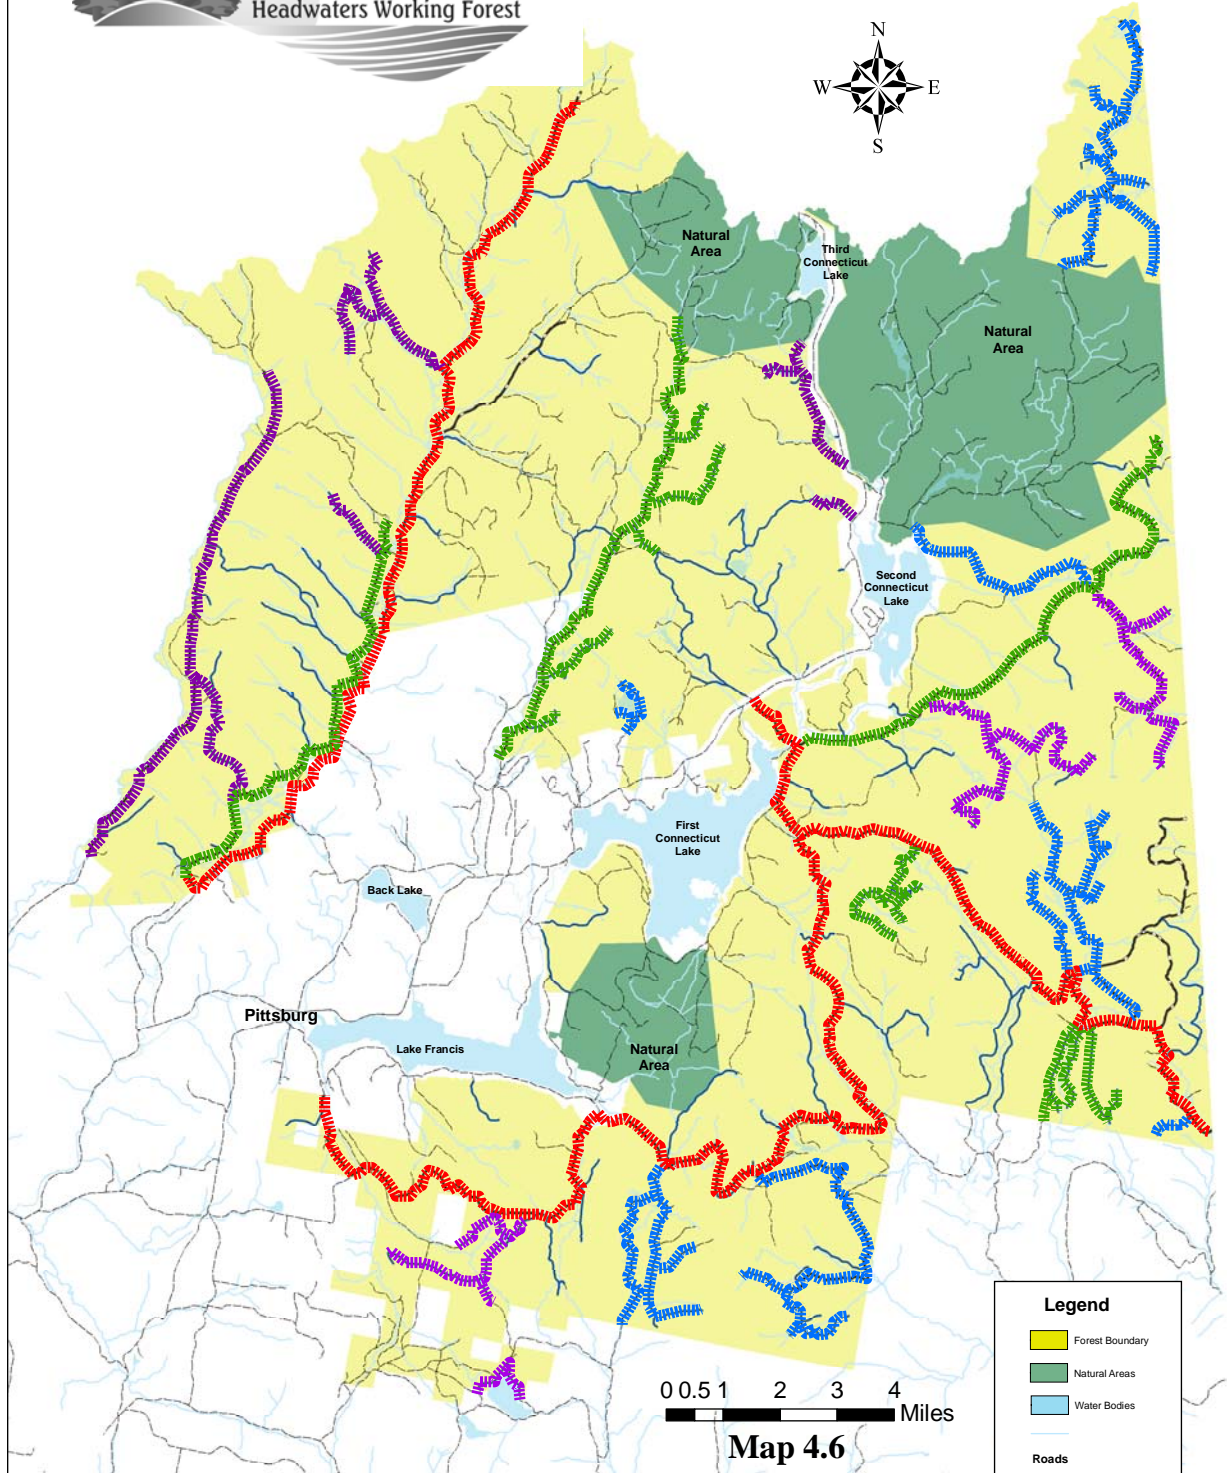 Headwaters Working Forest
N
W E
S
Natural
Area
Third
Connecticut
Lake
Natural
Area
Second
Connecticut
Lake
First
Connecticut
Lake
Back Lake
Pittsburg
Lake Francis
Natural
Area
Legend
Forest Boundary
Natural Areas
Water Bodies
Roads
0 0.5 1 2 3 4
Miles
Map 4.6